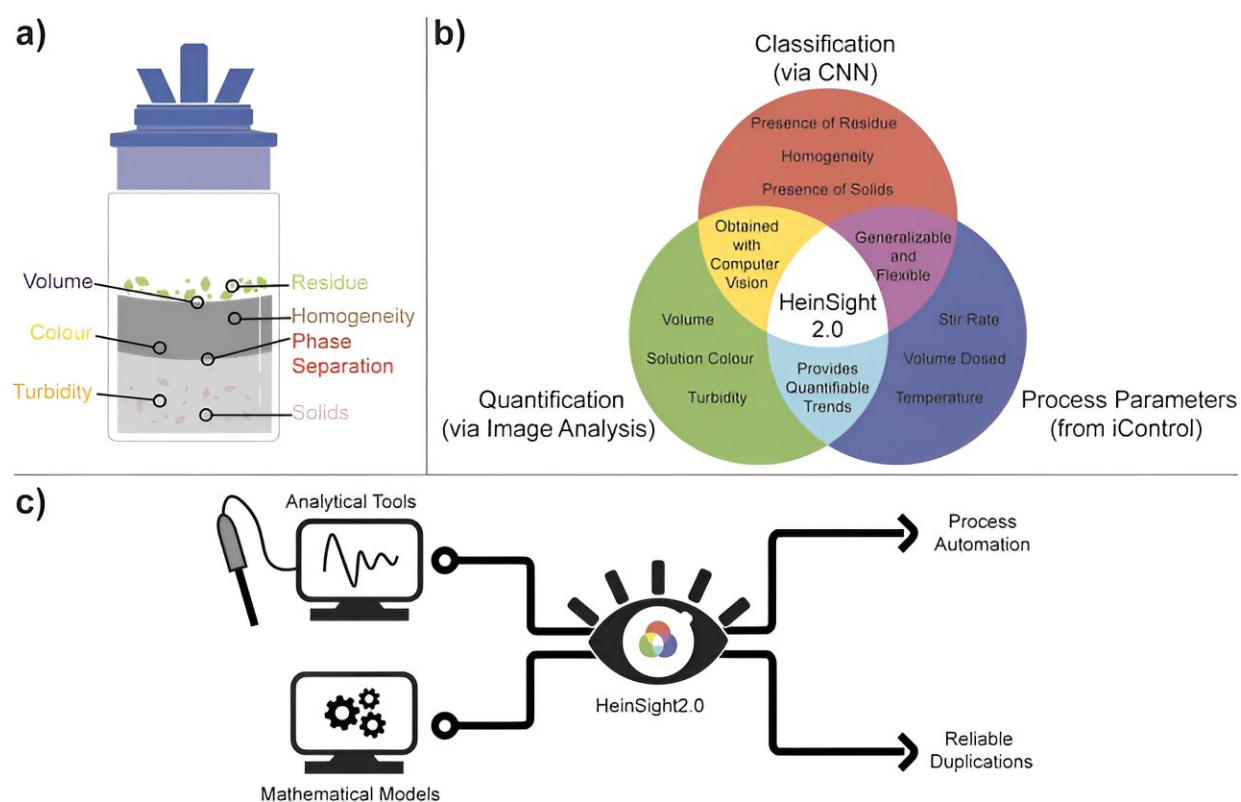 a)
Volume
Colour
Turbidity
Residue
Homogeneity
Phase
Separation
Solids
b)
Classification
(via CNN)
Presence of Residue
Homogeneity
Presence of Solids
Obtained
with
Computer
Vision
Generalizable
and
Flexible
HeinSight
2.0
Volume
Solution Colour
Turbidity
Provides
Quantifiable
Trends
Stir Rate
Volume Dosed
Temperature
Quantification
(via Image Analysis)
Process Parameters
(from iControl)
c)
Analytical Tools
Mathematical Models
HeinSight2.0
Process
Automation
Reliable
Duplications